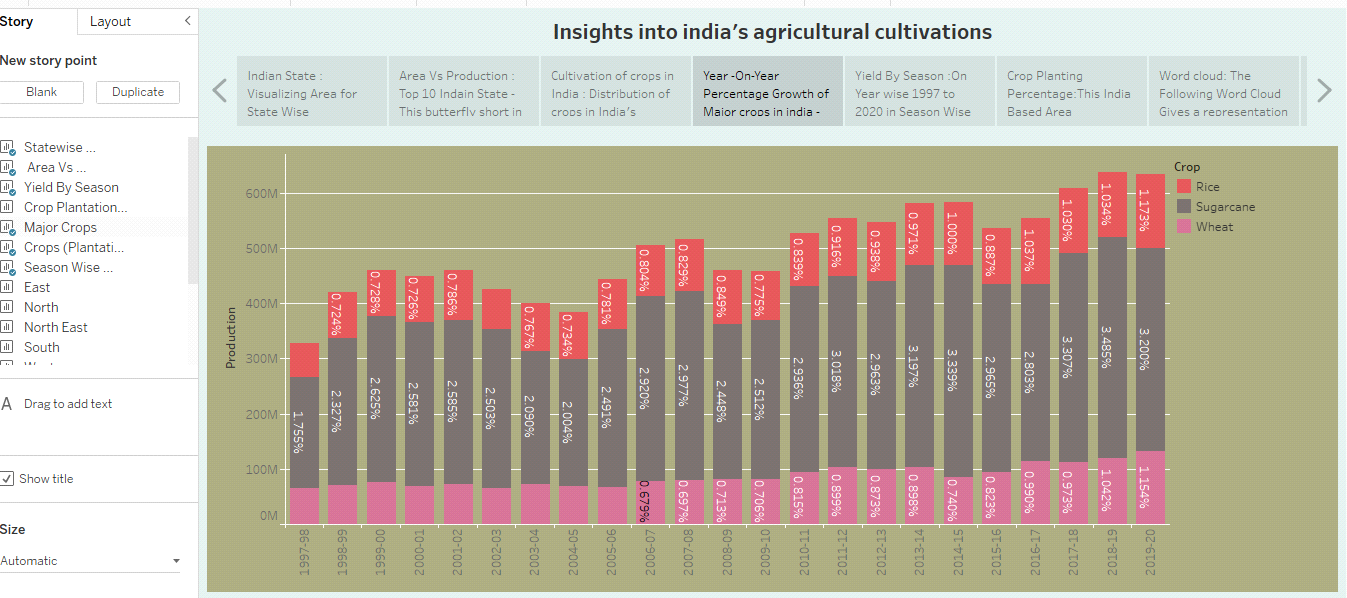 Story
Layout
New story point
Blank
Duplicate
Statewise ...
Area Vs ...
Yield By Season
Crop Plantation...
Major Crops
Crops (Plantati...
Season Wise ...
East
North
North East
South
A Drag to add text
Show title
Size
Automatic
Insights into india's agricultural cultivations
Indian State :
Visualizing Area for
State Wise
Area Vs Production :
Top 10 Indain State -
This butterfly short in
Cultivation of crops in
India : Distribution of
crops in India's
Year -On-Year
Percentage Growth of
Major crops in india -
Yield By Season :On
Year wise 1997 to
2020 in Season Wise
Crop Planting
Percentage:This India
Based Area
Word cloud: The
Following Word Cloud
Gives a representation
Production
600M
500M
400M
300M
200M
100M
0M
0.724%
0.728%
0.726%
0.786%
0.767%
0.734%
0.781%
0.804%
0.829%
0.849%
0.775%
0.839%
0.916%
0.938%
0.971%
1.000%
0.887%
1.037%
1.030%
1.034%
1.173%
1.755%
2.327%
2.625%
2.581%
2.585%
2.503%
2.090%
2.004%
2.491%
2.920%
2.977%
2.448%
2.512%
2.936%
3.018%
2.963%
3.197%
3.339%
2.965%
2.803%
3.307%
3.485%
3.200%
0.679%
0.697%
0.713%
0.706%
0.815%
0.899%
0.873%
0.898%
0.740%
0.823%
0.990%
0.973%
1.042%
1.154%
1997-98
1998-99
1999-00
2000-01
2001-02
2002-03
2003-04
2004-05
2005-06
2006-07
2007-08
2008-09
2009-10
2010-11
2011-12
2012-13
2013-14
2014-15
2015-16
2016-17
2017-18
2018-19
2019-20
Crop
Rice
Sugarcane
Wheat